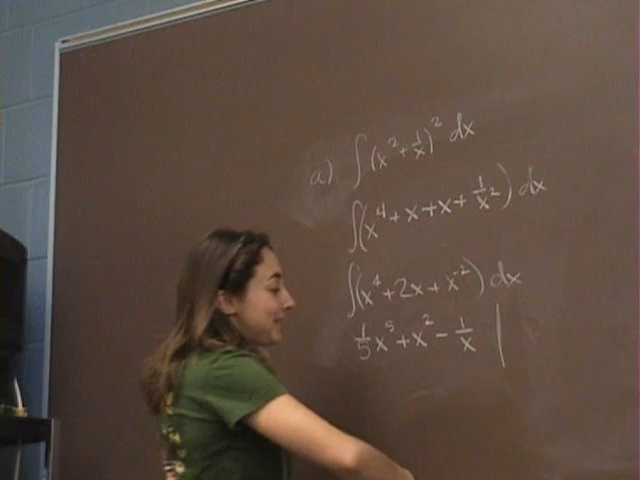 a) ∫(x² + 1/x)² dx
∫(x⁴ + x + x + 1/x²) dx
∫(x⁴ + 2x + x⁻²) dx
1/5 x⁵ + x² - 1/x |